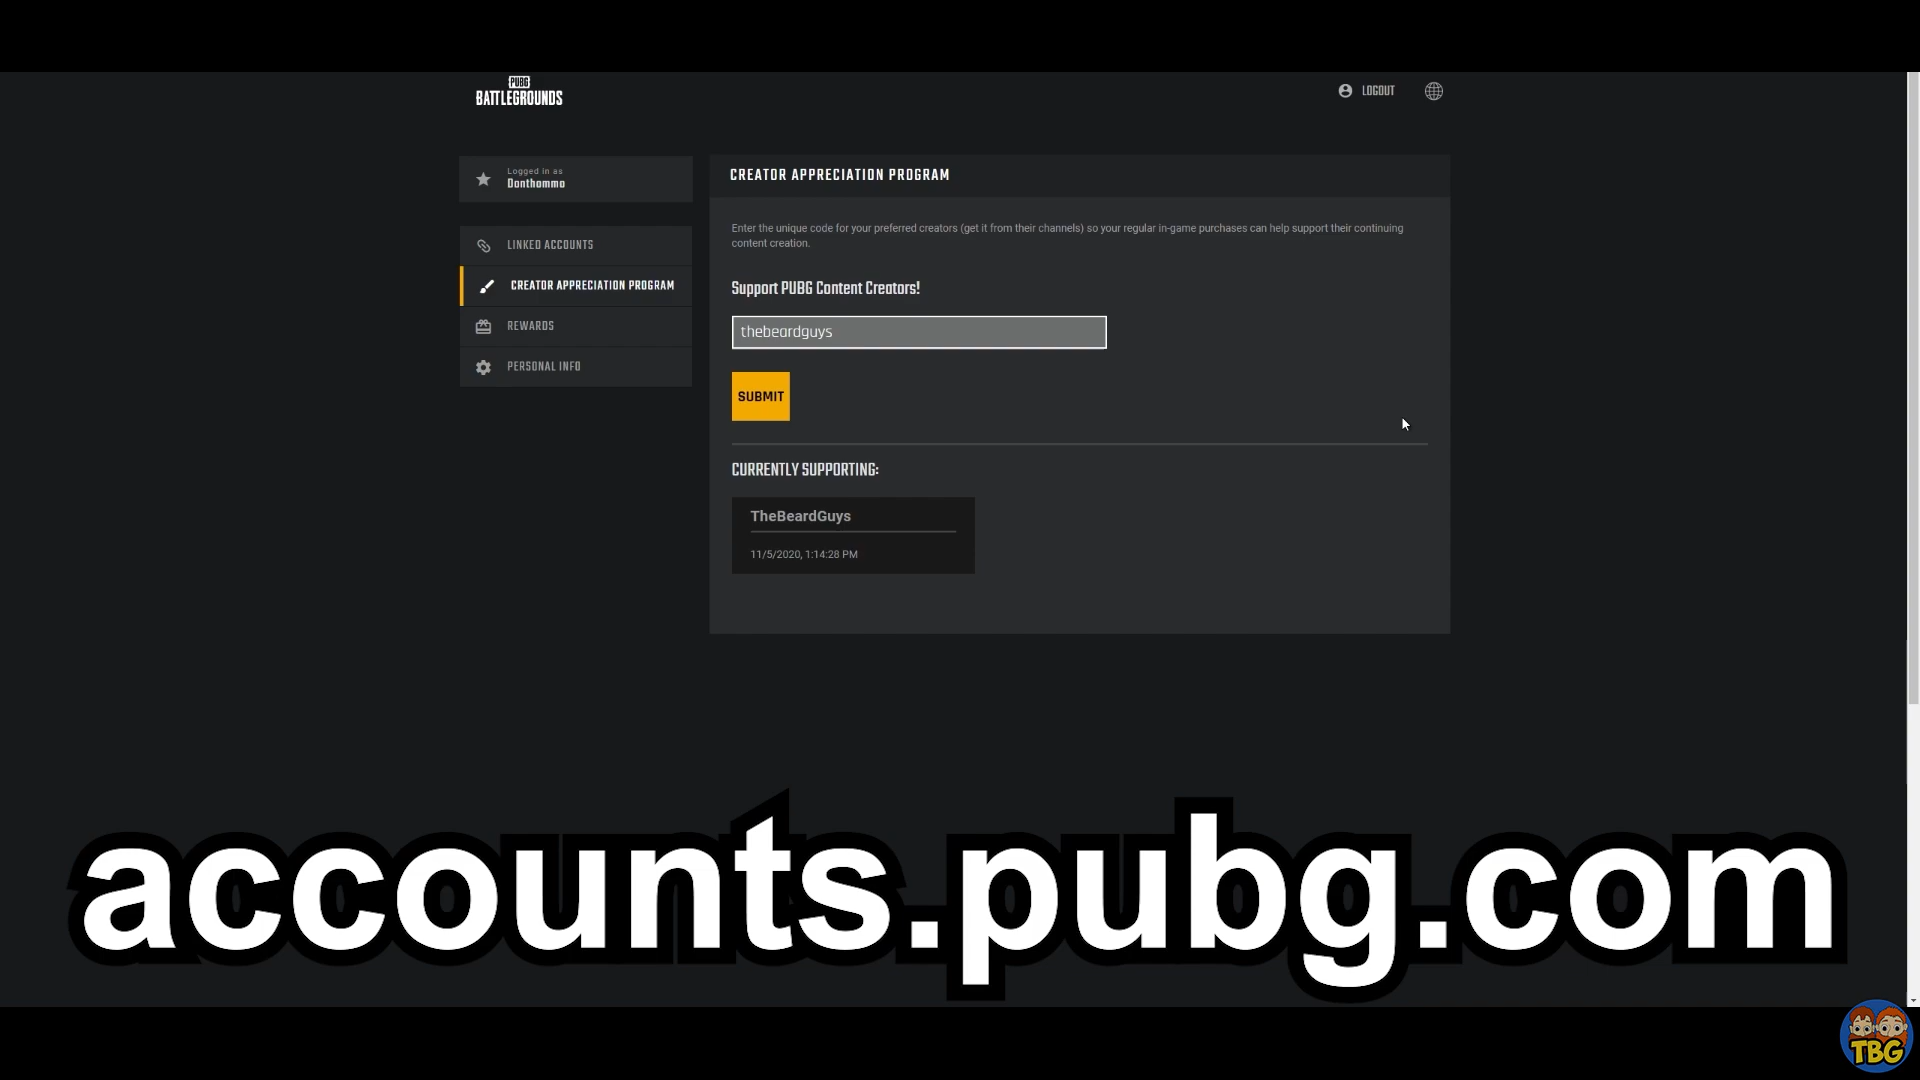 PUBG
BATTLEGROUNDS
LOGOUT
Logged in as
Danthammo
LINKED ACCOUNTS
CREATOR APPRECIATION PROGRAM
REWARDS
PERSONAL INFO
CREATOR APPRECIATION PROGRAM
Enter the unique code for your preferred creators (get it from their channels) so your regular in-game purchases can help support their continuing
content creation.
Support PUBG Content Creators!
thebeardguys
SUBMIT
CURRENTLY SUPPORTING:
TheBeardGuys
11/5/2020, 1:14:28 PM
accounts.pubg.com
TBG